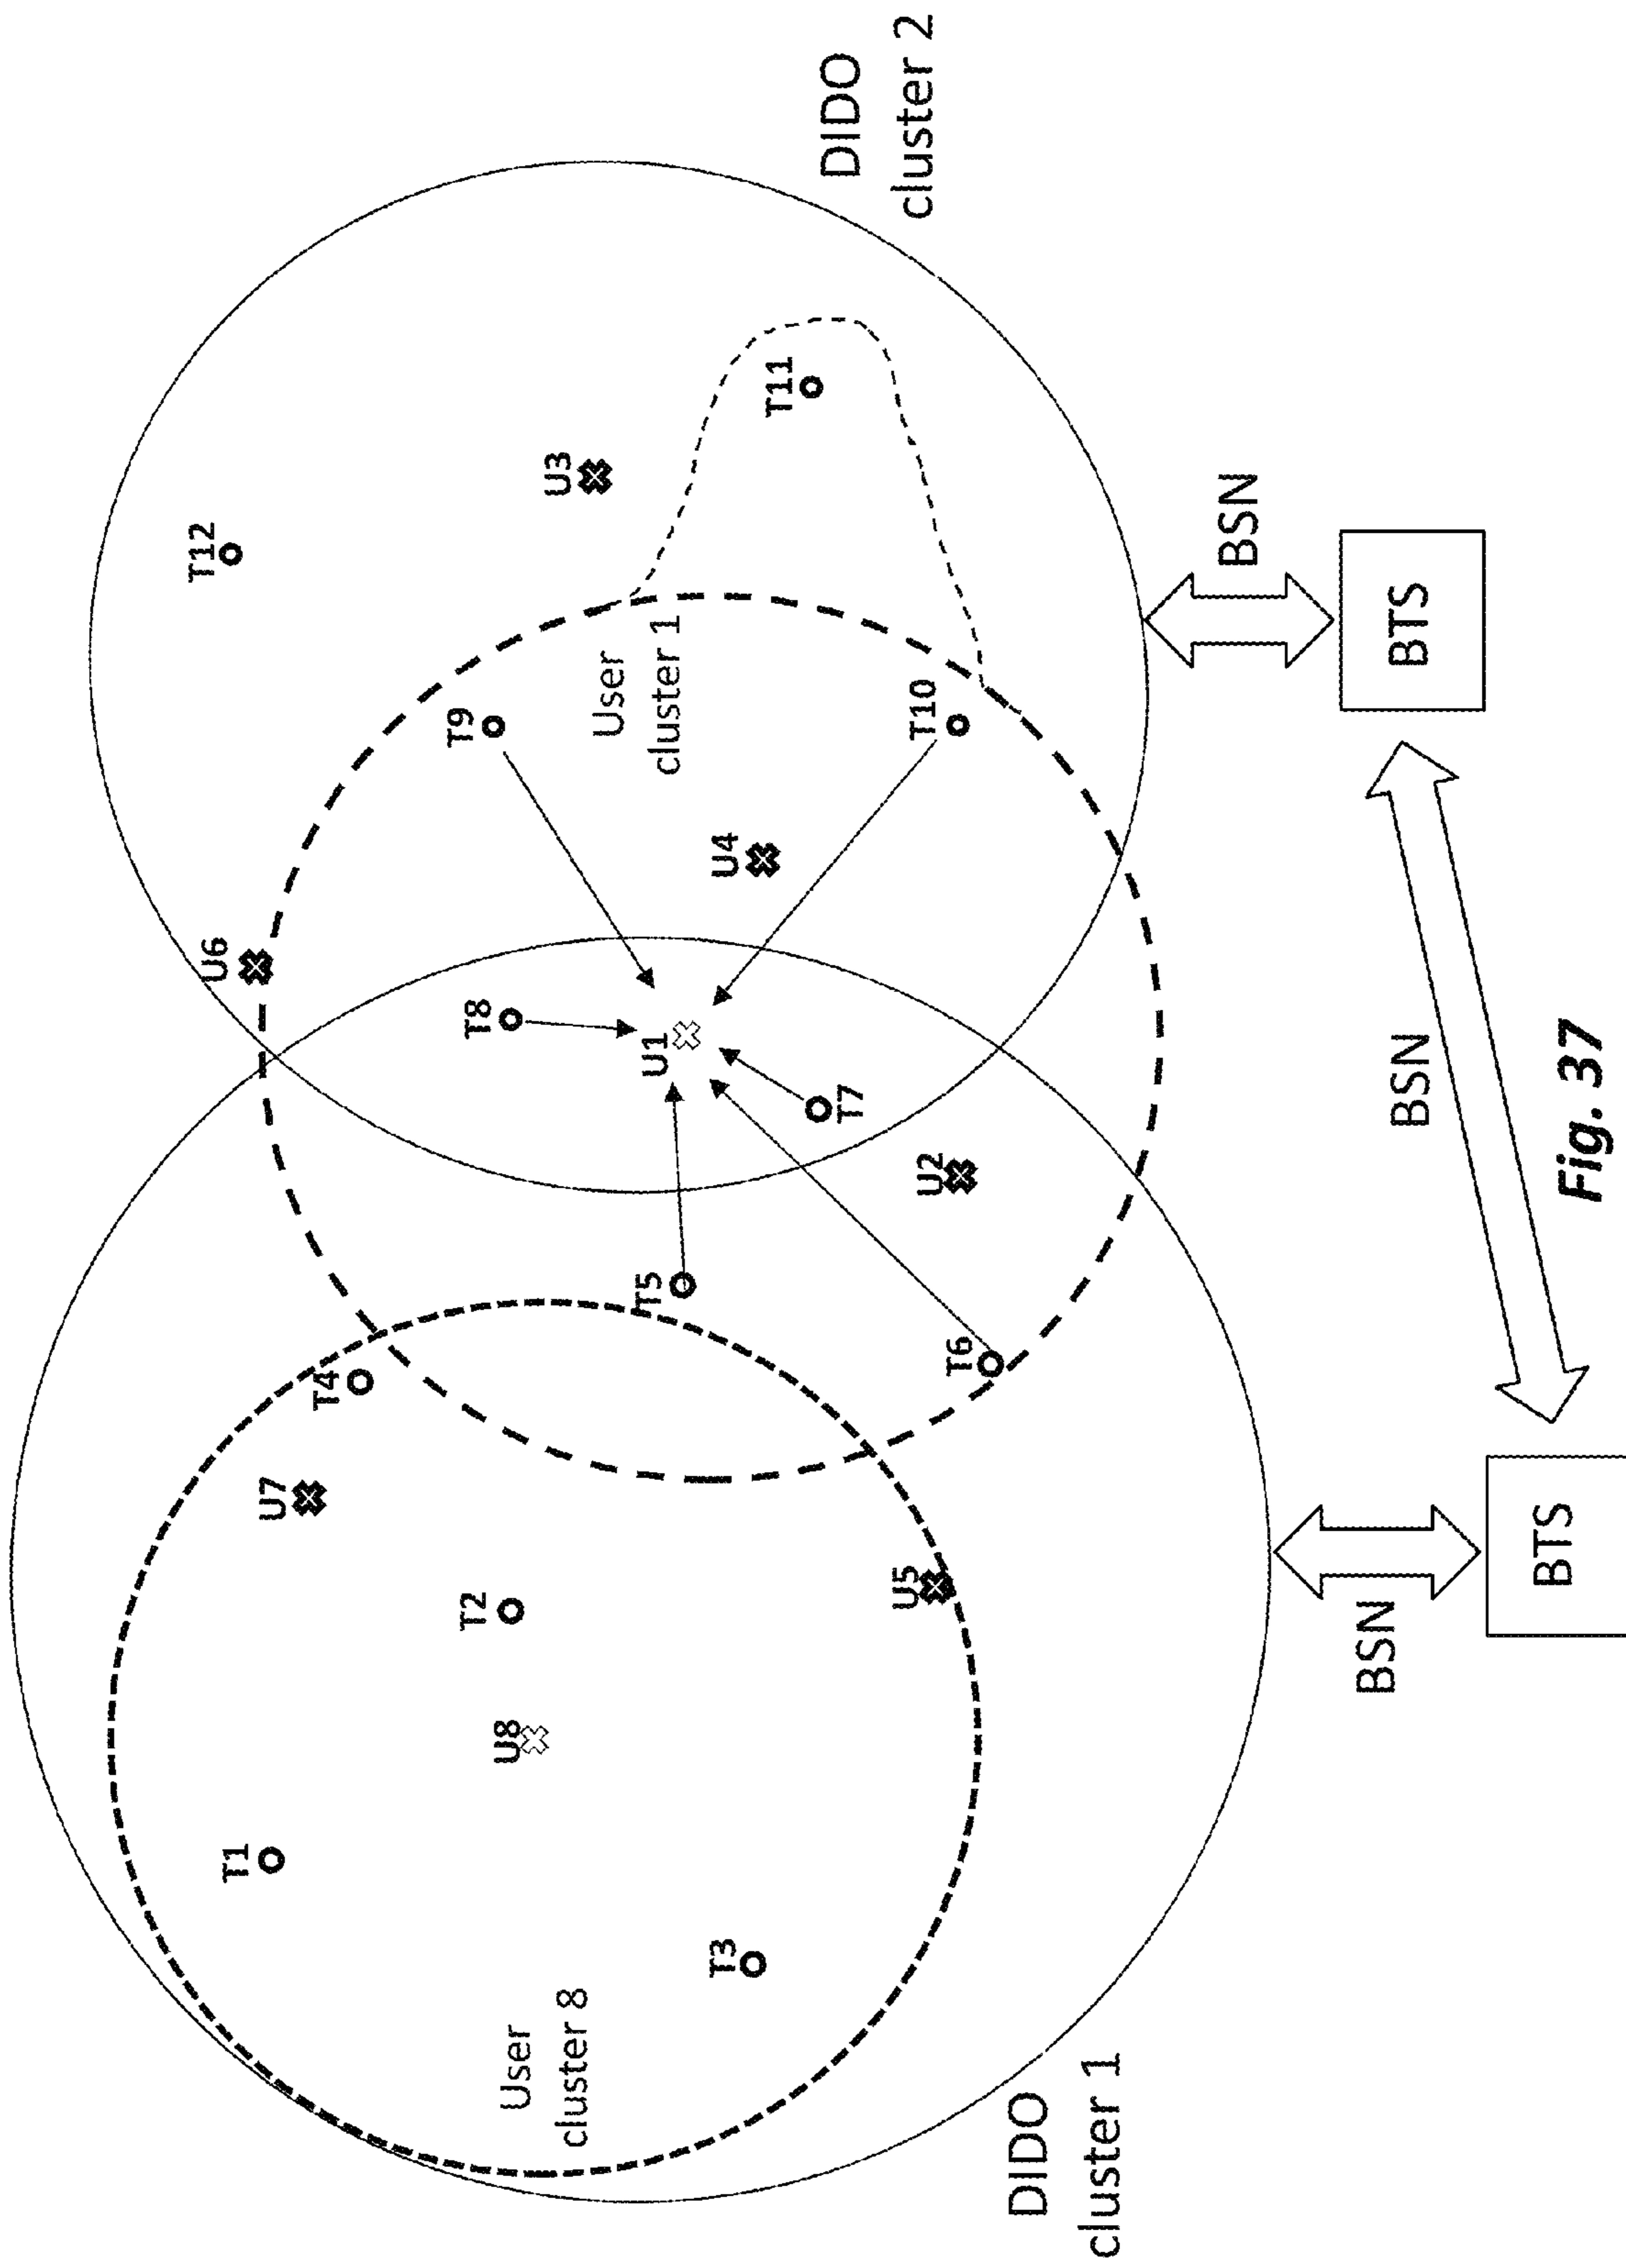 DIDO
cluster 1
User
cluster 8
T1
T3
U8
T2
U7
U5
T4
T5
T6
U2
T7
U1
T8
U6
U4
T9
T10
User
cluster 1
T12
U3
T11
DIDO
cluster 2
BSN
BTS
BSN
BSN
BTS
Fig. 37